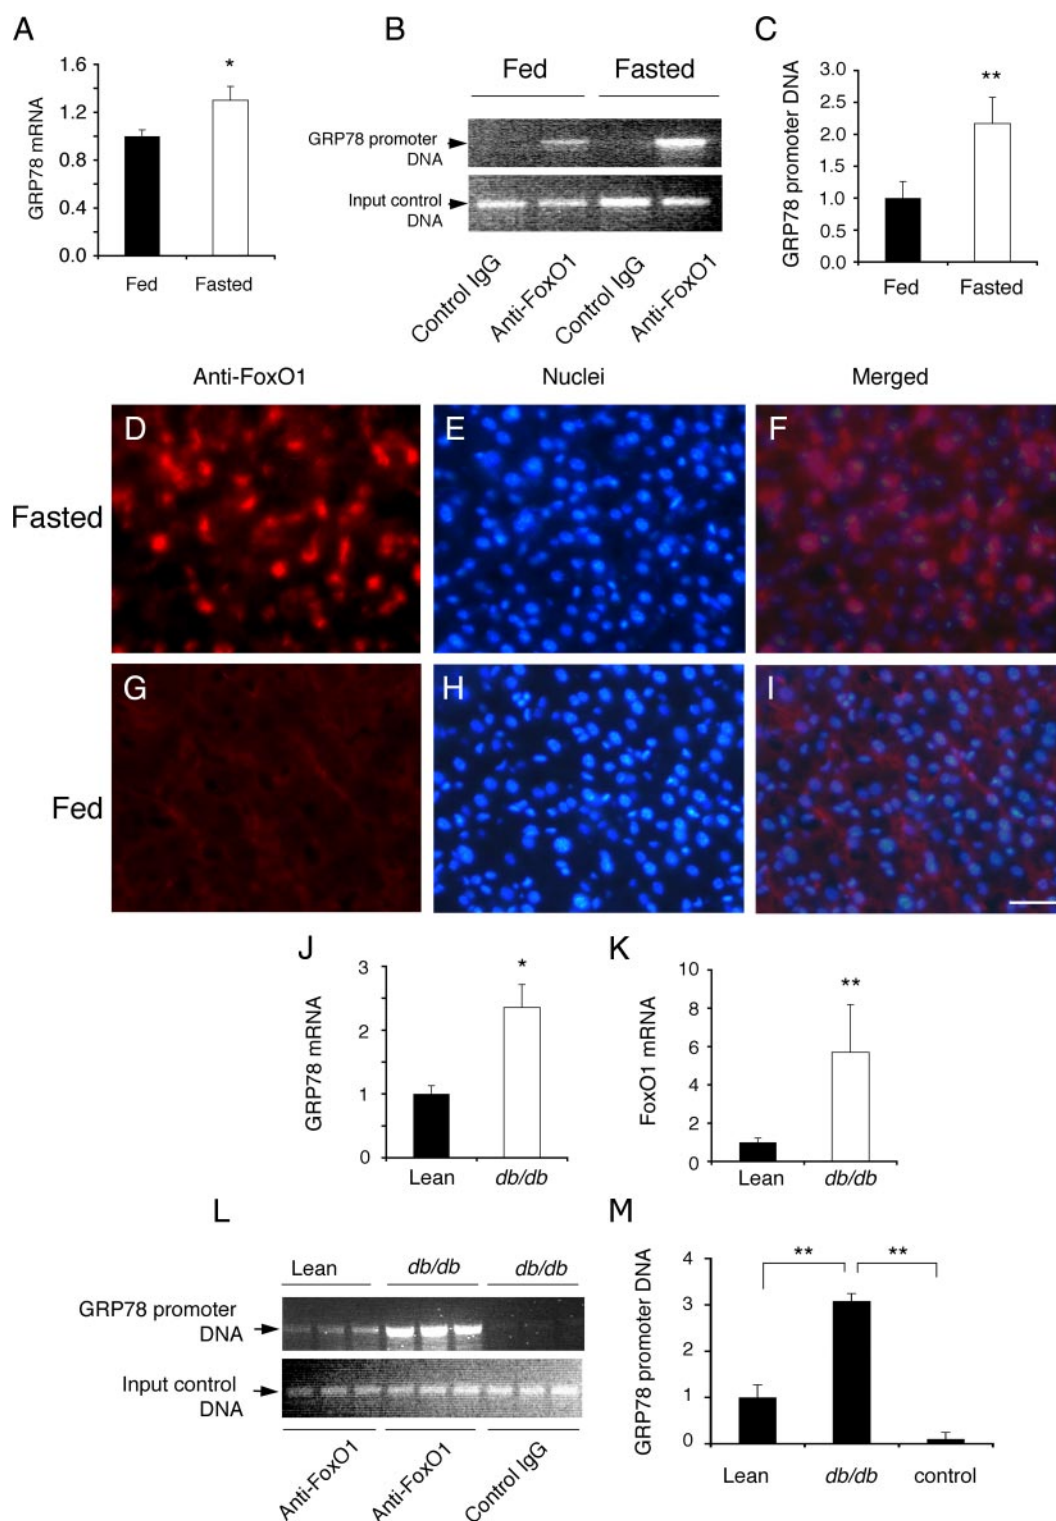 A
1.6
1.2
0.8
0.4
0.0
GRP78 mRNA
*
Fed
Fasted
B
Fed
Fasted
GRP78 promoter
DNA
Input control
DNA
Control IgG
Anti-FoxO1
Control IgG
Anti-FoxO1
C
3.0
2.5
2.0
1.5
1.0
0.5
0.0
GRP78 promoter DNA
**
Fed
Fasted
Anti-FoxO1
Nuclei
Merged
Fasted
D
E
F
Fed
G
H
I
J
3
2
1
0
GRP78 mRNA
*
Lean
db/db
K
10
8
6
4
2
0
FoxO1 mRNA
**
Lean
db/db
L
Lean
db/db
db/db
GRP78 promoter
DNA
Input control
DNA
Anti-FoxO1
Anti-FoxO1
Control IgG
M
4
3
2
1
0
GRP78 promoter DNA
**
**
Lean
db/db
control